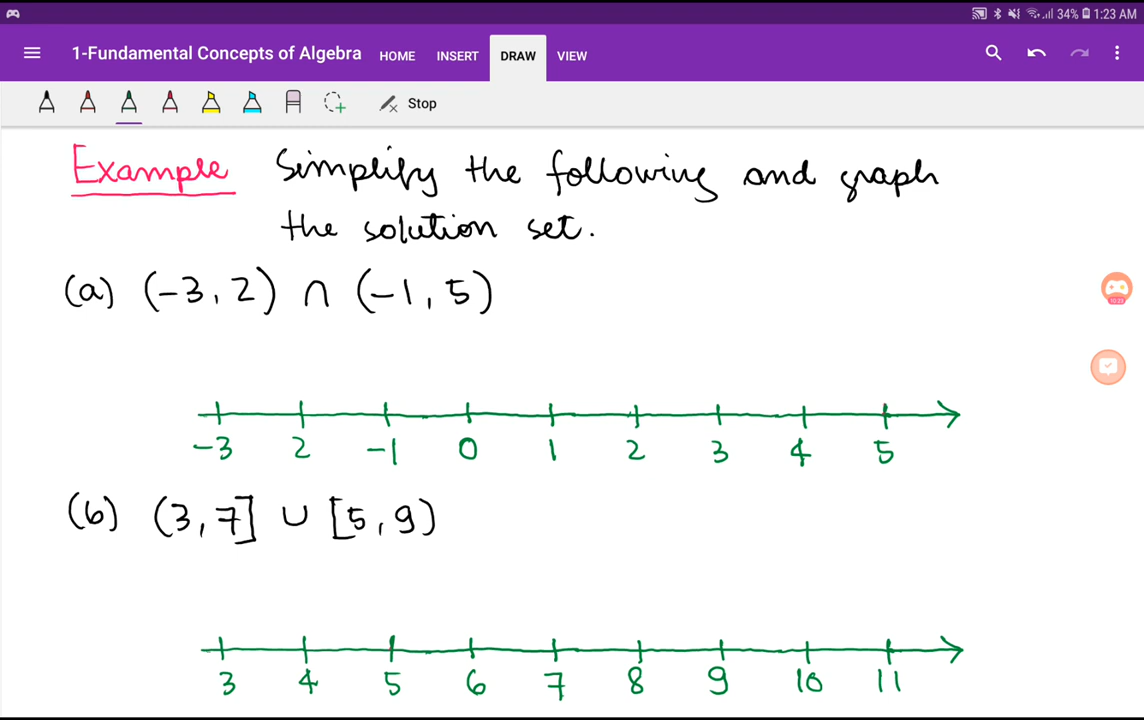 34% 1:23 AM
1-Fundamental Concepts of Algebra HOME INSERT DRAW VIEW
Stop
Example Simplify the following and graph
the solution set.
(a) (-3, 2) ∩ (-1, 5)
-3 2 -1 0 1 2 3 4 5
(b) (3, 7] ∪ [5, 9)
3 4 5 6 7 8 9 10 11